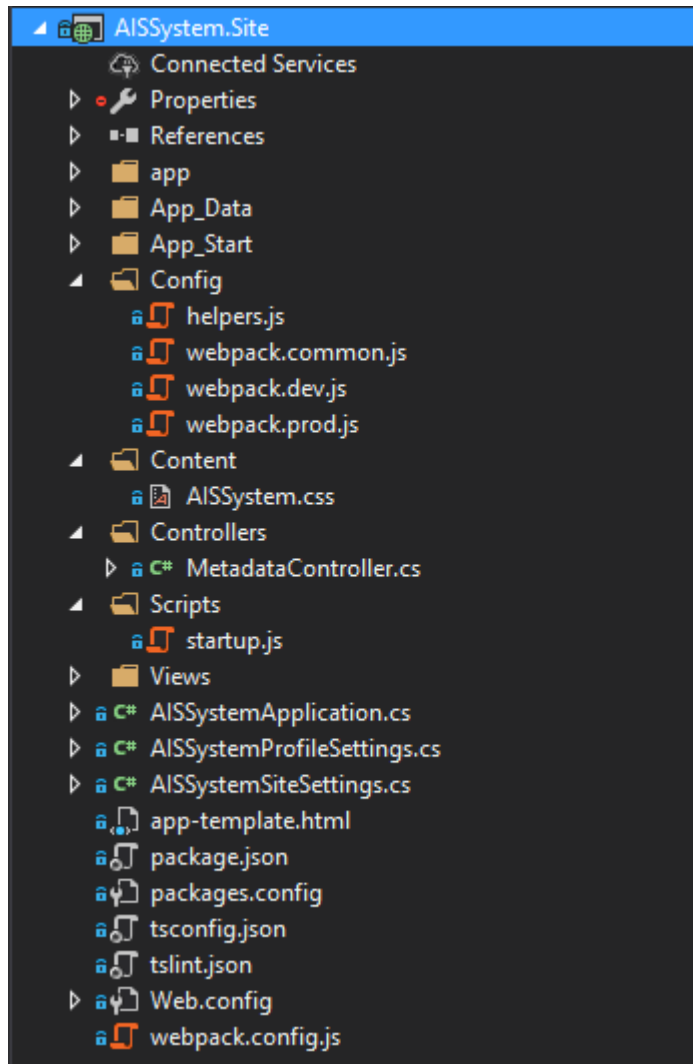 AISSystem.Site
Connected Services
Properties
References
app
App_Data
App_Start
Config
helpers.js
webpack.common.js
webpack.dev.js
webpack.prod.js
Content
AISSystem.css
Controllers
C# MetadataController.cs
Scripts
startup.js
Views
C# AISSystemApplication.cs
C# AISSystemProfileSettings.cs
C# AISSystemSiteSettings.cs
app-template.html
package.json
packages.config
tsconfig.json
tslint.json
Web.config
webpack.config.js